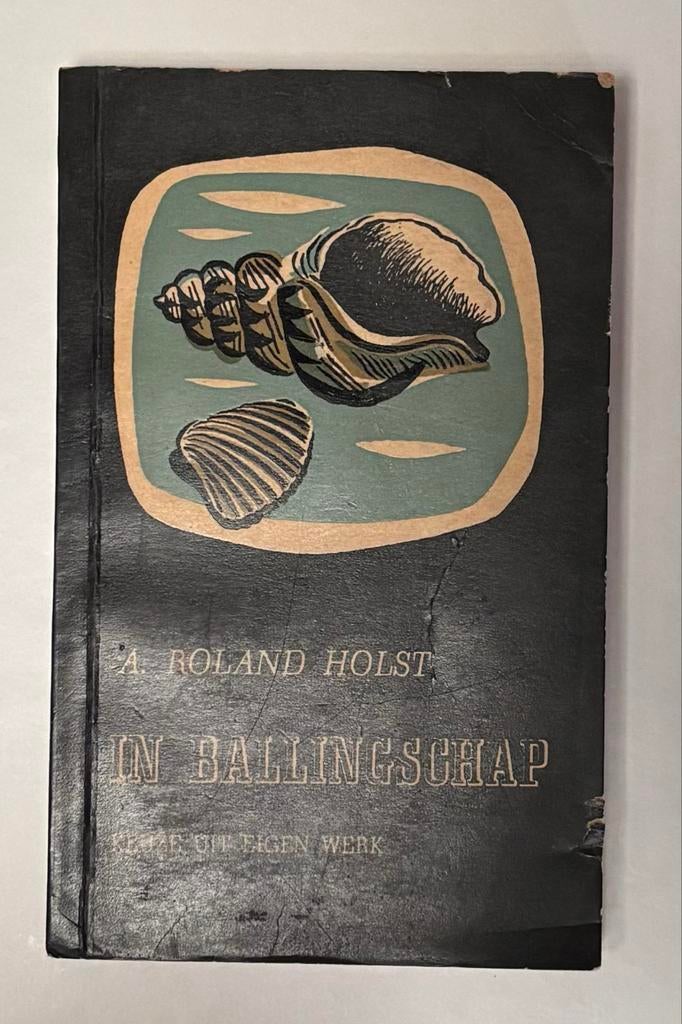 A. ROLAND HOLST
IN BALLINGSCHAP
KEUZE UIT EIGEN WERK